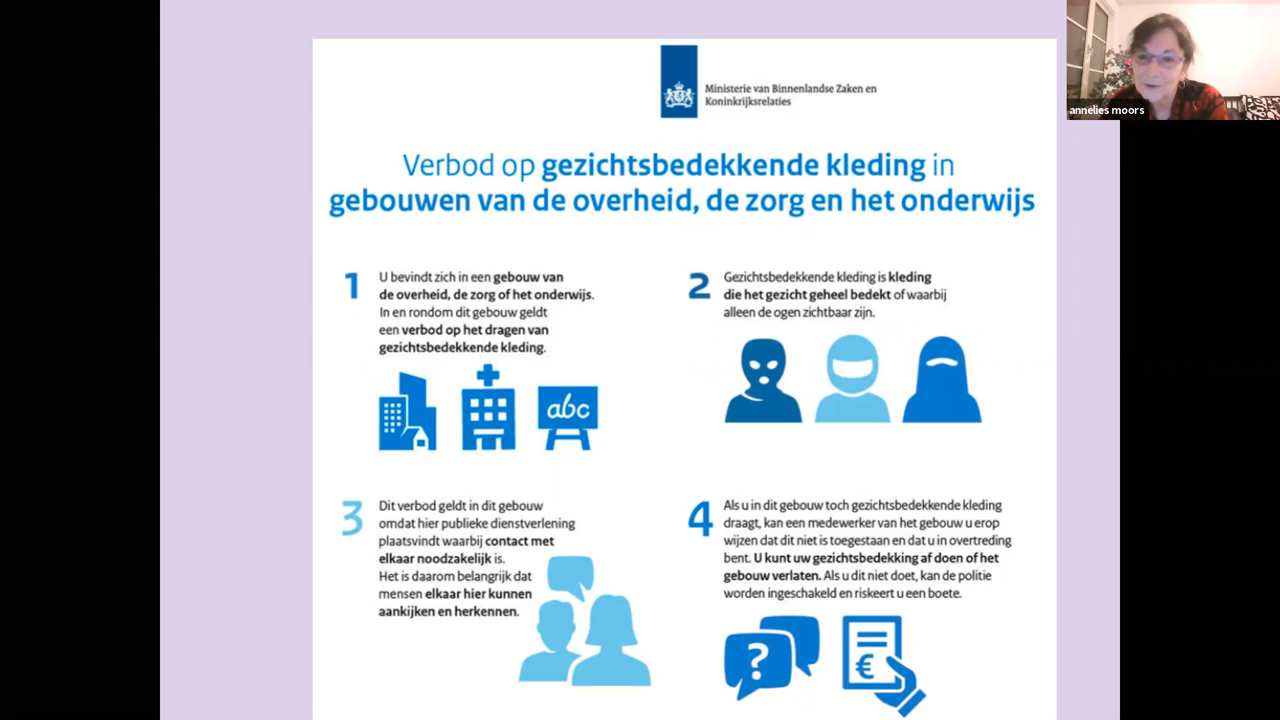 Ministerie van Binnenlandse Zaken en
Koninkrijksrelaties
annelies moors
Verbod op gezichtsbedekkende kleding in
gebouwen van de overheid, de zorg en het onderwijs
1
U bevindt zich in een gebouw van
de overheid, de zorg of het onderwijs.
In en rondom dit gebouw geldt
een verbod op het dragen van
gezichtsbedekkende kleding.
abc
2
Gezichtsbedekkende kleding is kleding
die het gezicht geheel bedekt of waarbij
alleen de ogen zichtbaar zijn.
3
Dit verbod geldt in dit gebouw
omdat hier publieke dienstverlening
plaatsvindt waarbij contact met
elkaar noodzakelijk is.
Het is daarom belangrijk dat
mensen elkaar hier kunnen
aankijken en herkennen.
4
Als u in dit gebouw toch gezichtsbedekkende kleding
draagt, kan een medewerker van het gebouw u erop
wijzen dat dit niet is toegestaan en dat u in overtreding
bent. U kunt uw gezichtsbedekking af doen of het
gebouw verlaten. Als u dit niet doet, kan de politie
worden ingeschakeld en riskeert u een boete.
?
€